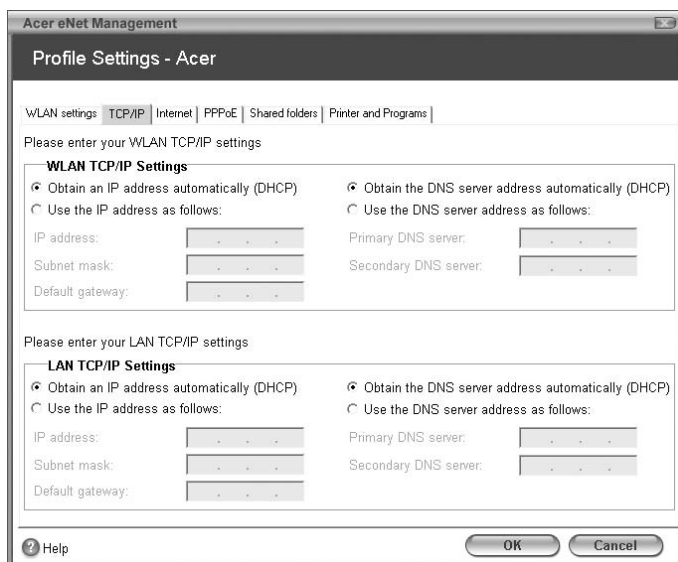 Acer eNet Management
Profile Settings - Acer
WLAN settings TCP/IP Internet PPPoE Shared folders Printer and Programs
Please enter your WLAN TCP/IP settings
WLAN TCP/IP Settings
Obtain an IP address automatically (DHCP) Obtain the DNS server address automatically (DHCP)
Use the IP address as follows: Use the DNS server address as follows:
IP address: Primary DNS server:
Subnet mask: Secondary DNS server:
Default gateway:
Please enter your LAN TCP/IP settings
LAN TCP/IP Settings
Obtain an IP address automatically (DHCP) Obtain the DNS server address automatically (DHCP)
Use the IP address as follows: Use the DNS server address as follows:
IP address: Primary DNS server:
Subnet mask: Secondary DNS server:
Default gateway:
? Help OK Cancel